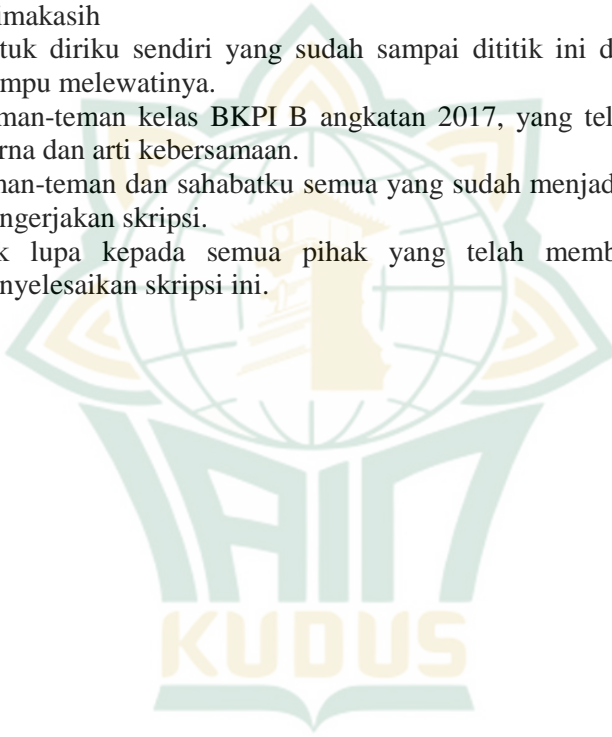 imakasih
tuk diriku sendiri yang sudah sampai dititik ini d
mpu melewatinya.
man-teman kelas BKPI B angkatan 2017, yang tel
rna dan arti kebersamaan.
man-teman dan sahabatku semua yang sudah menjad
ngerjakan skripsi.
k lupa kepada semua pihak yang telah memb
nyelesaikan skripsi ini.
IAIN
KUDUS